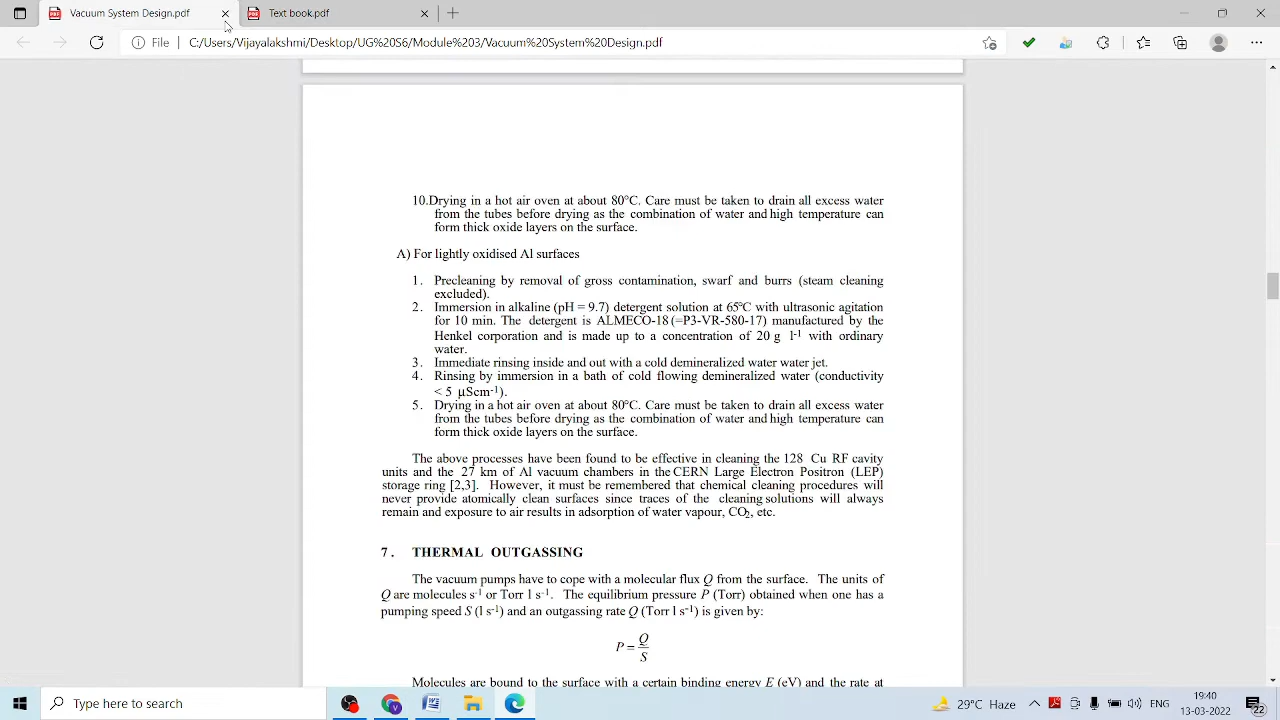 Vacuum System Design.pdf
Text book.pdf
File
C:/Users/Vijayalakshmi/Desktop/UG%20S6/Module%203/Vacuum%20System%20Design.pdf
10.Drying in a hot air oven at about 80°C. Care must be taken to drain all excess water
from the tubes before drying as the combination of water and high temperature can
form thick oxide layers on the surface.
A) For lightly oxidised Al surfaces
1. Precleaning by removal of gross contamination, swarf and burrs (steam cleaning
excluded).
2. Immersion in alkaline (pH = 9.7) detergent solution at 65°C with ultrasonic agitation
for 10 min. The detergent is ALMECO-18 (=P3-VR-580-17) manufactured by the
Henkel corporation and is made up to a concentration of 20 g l-1 with ordinary
water.
3. Immediate rinsing inside and out with a cold demineralized water water jet.
4. Rinsing by immersion in a bath of cold flowing demineralized water (conductivity
< 5 μScm-1).
5. Drying in a hot air oven at about 80°C. Care must be taken to drain all excess water
from the tubes before drying as the combination of water and high temperature can
form thick oxide layers on the surface.
The above processes have been found to be effective in cleaning the 128 Cu RF cavity
units and the 27 km of Al vacuum chambers in the CERN Large Electron Positron (LEP)
storage ring [2,3]. However, it must be remembered that chemical cleaning procedures will
never provide atomically clean surfaces since traces of the cleaning solutions will always
remain and exposure to air results in adsorption of water vapour, CO2, etc.
7. THERMAL OUTGASSING
The vacuum pumps have to cope with a molecular flux Q from the surface. The units of
Q are molecules s-1 or Torr l s-1. The equilibrium pressure P (Torr) obtained when one has a
pumping speed S (l s-1) and an outgassing rate Q (Torr l s-1) is given by:
P = Q/S
Molecules are bound to the surface with a certain binding energy E (eV) and the rate at
Type here to search
29°C Haze
ENG
19:40
13-03-2022
22